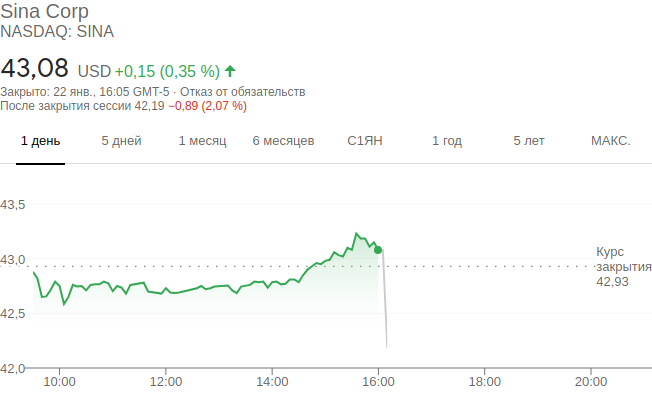 Sina Corp
NASDAQ: SINA
43,08 USD +0,15 (0,35 %)
Закрыто: 22 янв., 16:05 GMT-5 · Отказ от обязательств
После закрытия сессии 42,19 −0,89 (2,07 %)
1 день 5 дней 1 месяц 6 месяцев С1ЯН 1 год 5 лет МАКС.
43,5
43,0
42,5
42,0
Курс
закрытия
42,93
10:00 12:00 14:00 16:00 18:00 20:00